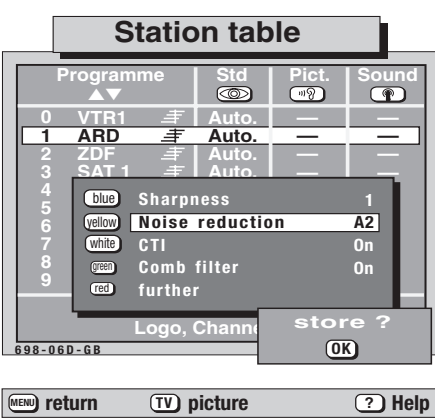 Station table
Programme Std Pict. Sound
0 VTR1 Auto. — —
1 ARD Auto. — —
2 ZDF Auto. — —
3 SAT 1 Auto. — —
4
5
6
7
8
9
blue Sharpness 1
yellow Noise reduction A2
white CTI On
green Comb filter On
red further
Logo, Channe
store ?
OK
698-06D-GB
MENU return TV picture ? Help